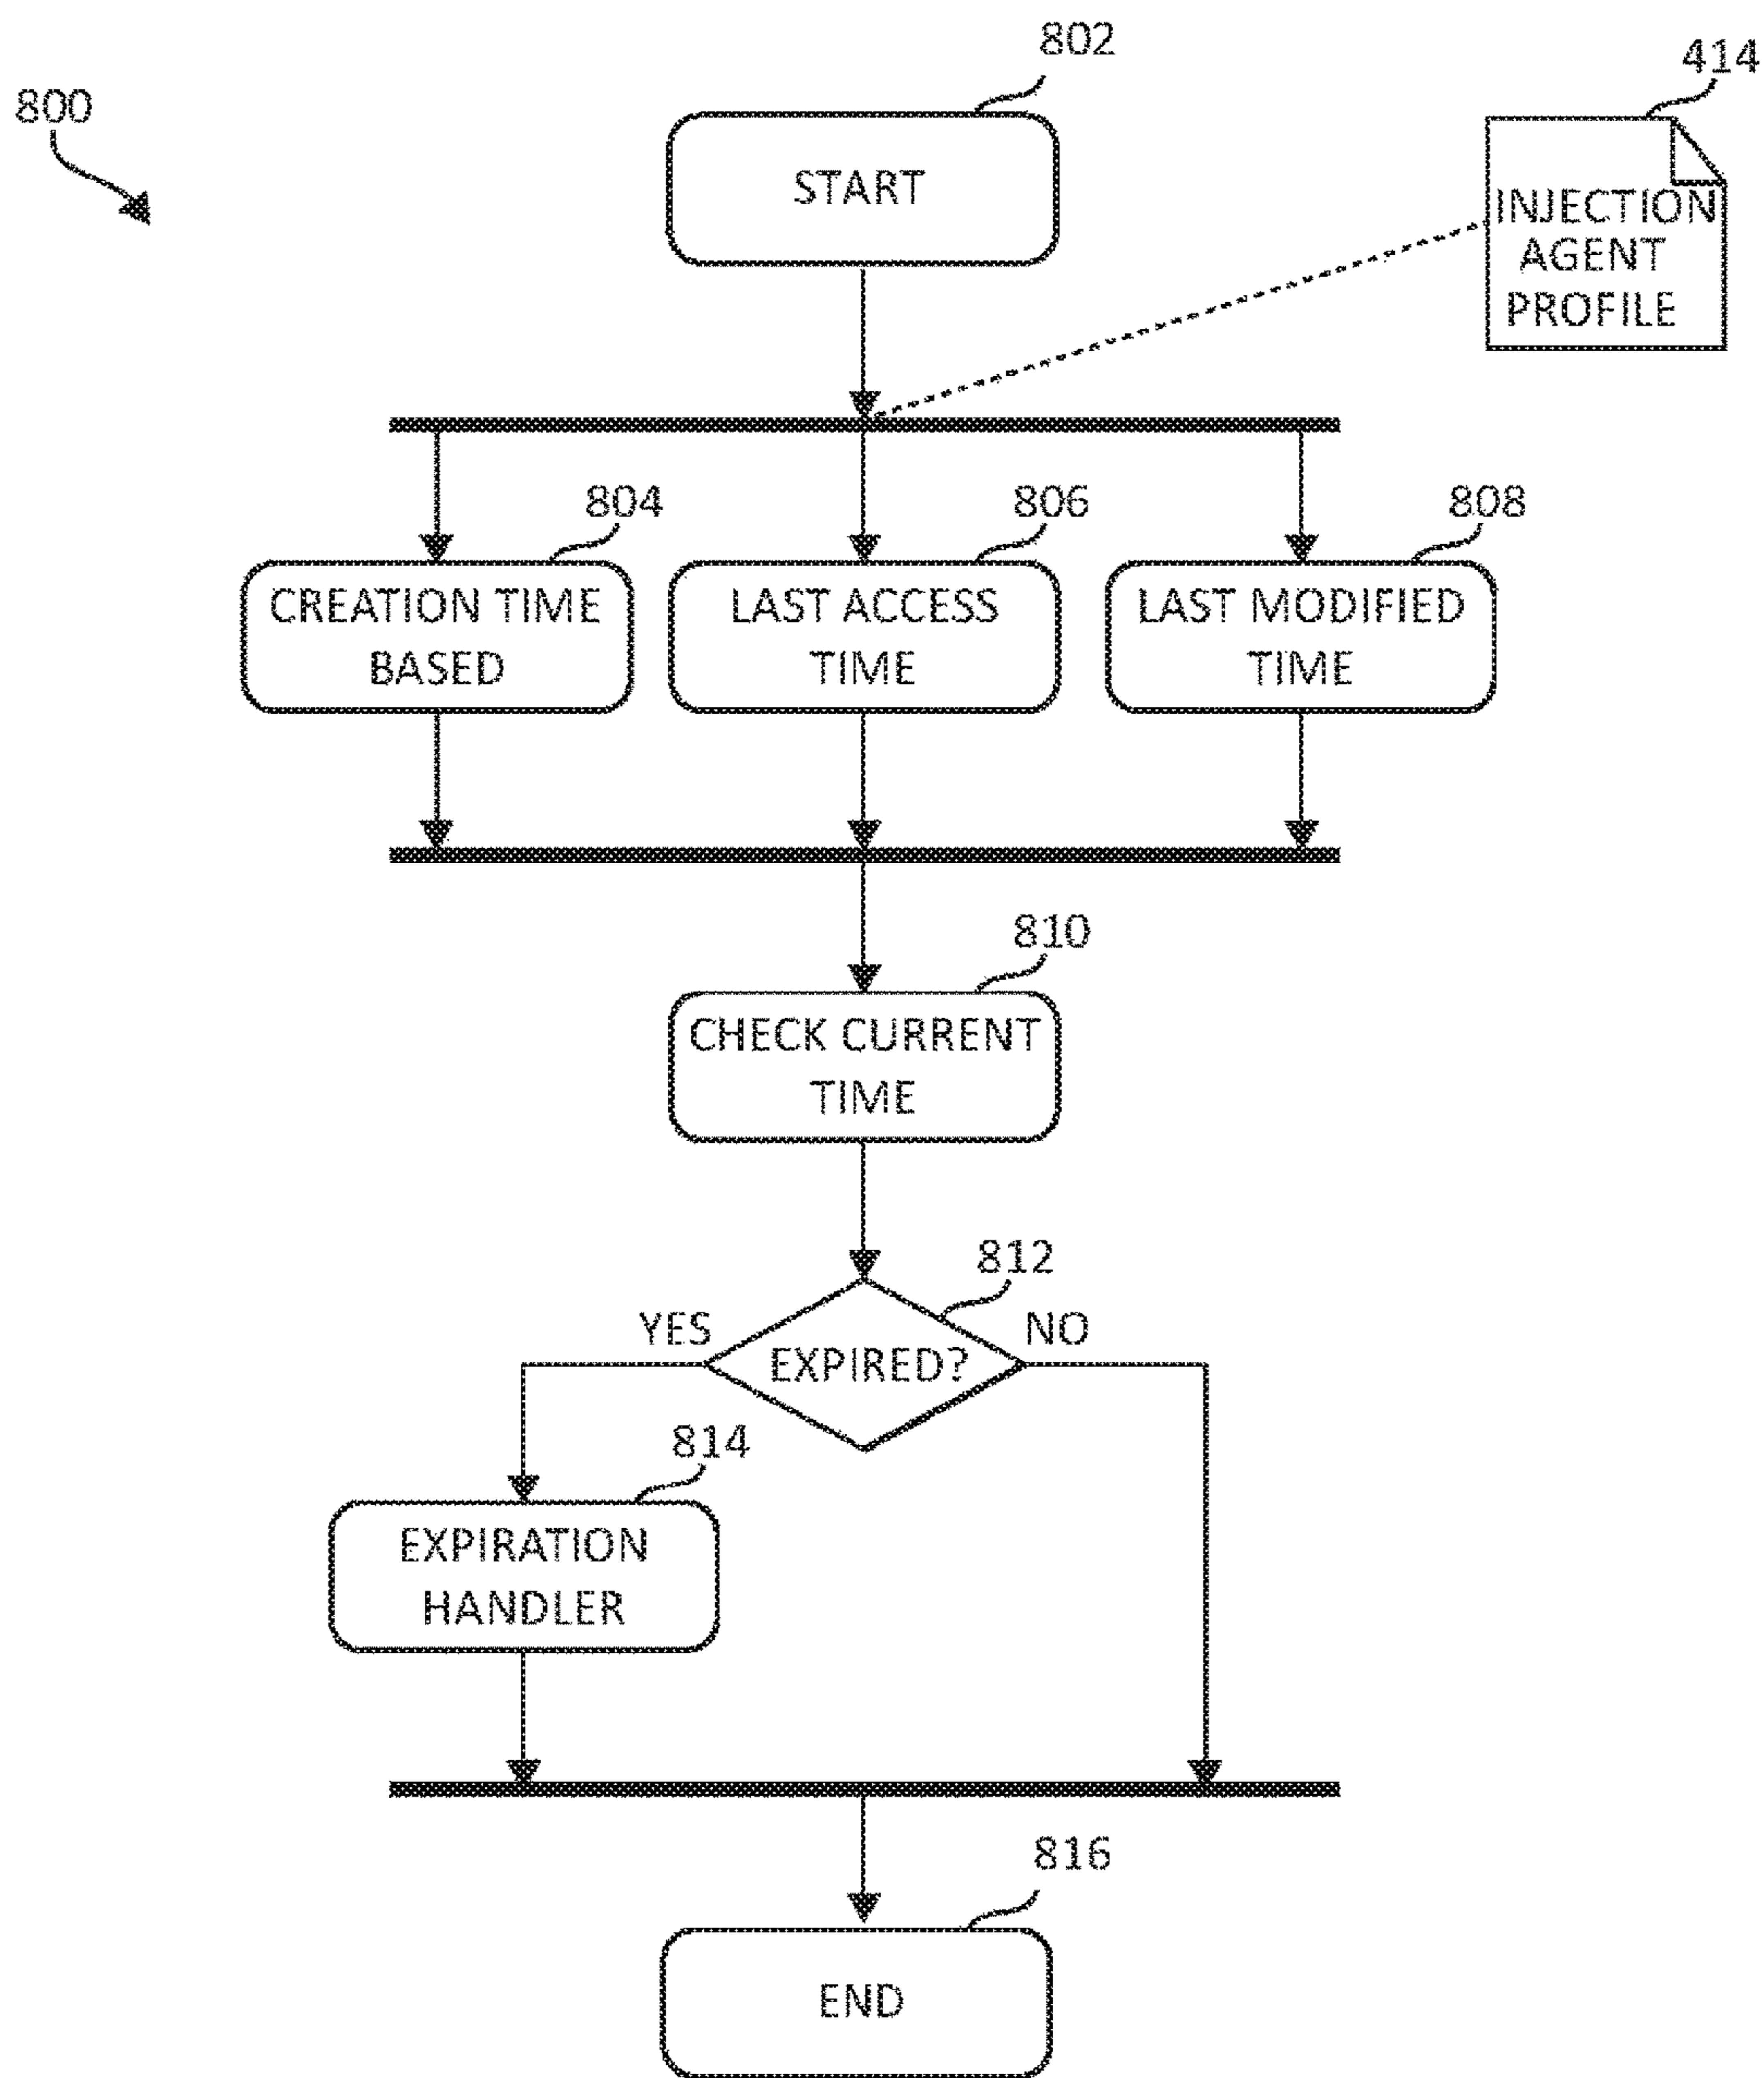 802
414
800
START
INJECTION
AGENT
PROFILE
804
806
808
CREATION TIME
BASED
LAST ACCESS
TIME
LAST MODIFIED
TIME
810
CHECK CURRENT
TIME
812
YES
NO
EXPIRED?
814
EXPIRATION
HANDLER
816
END